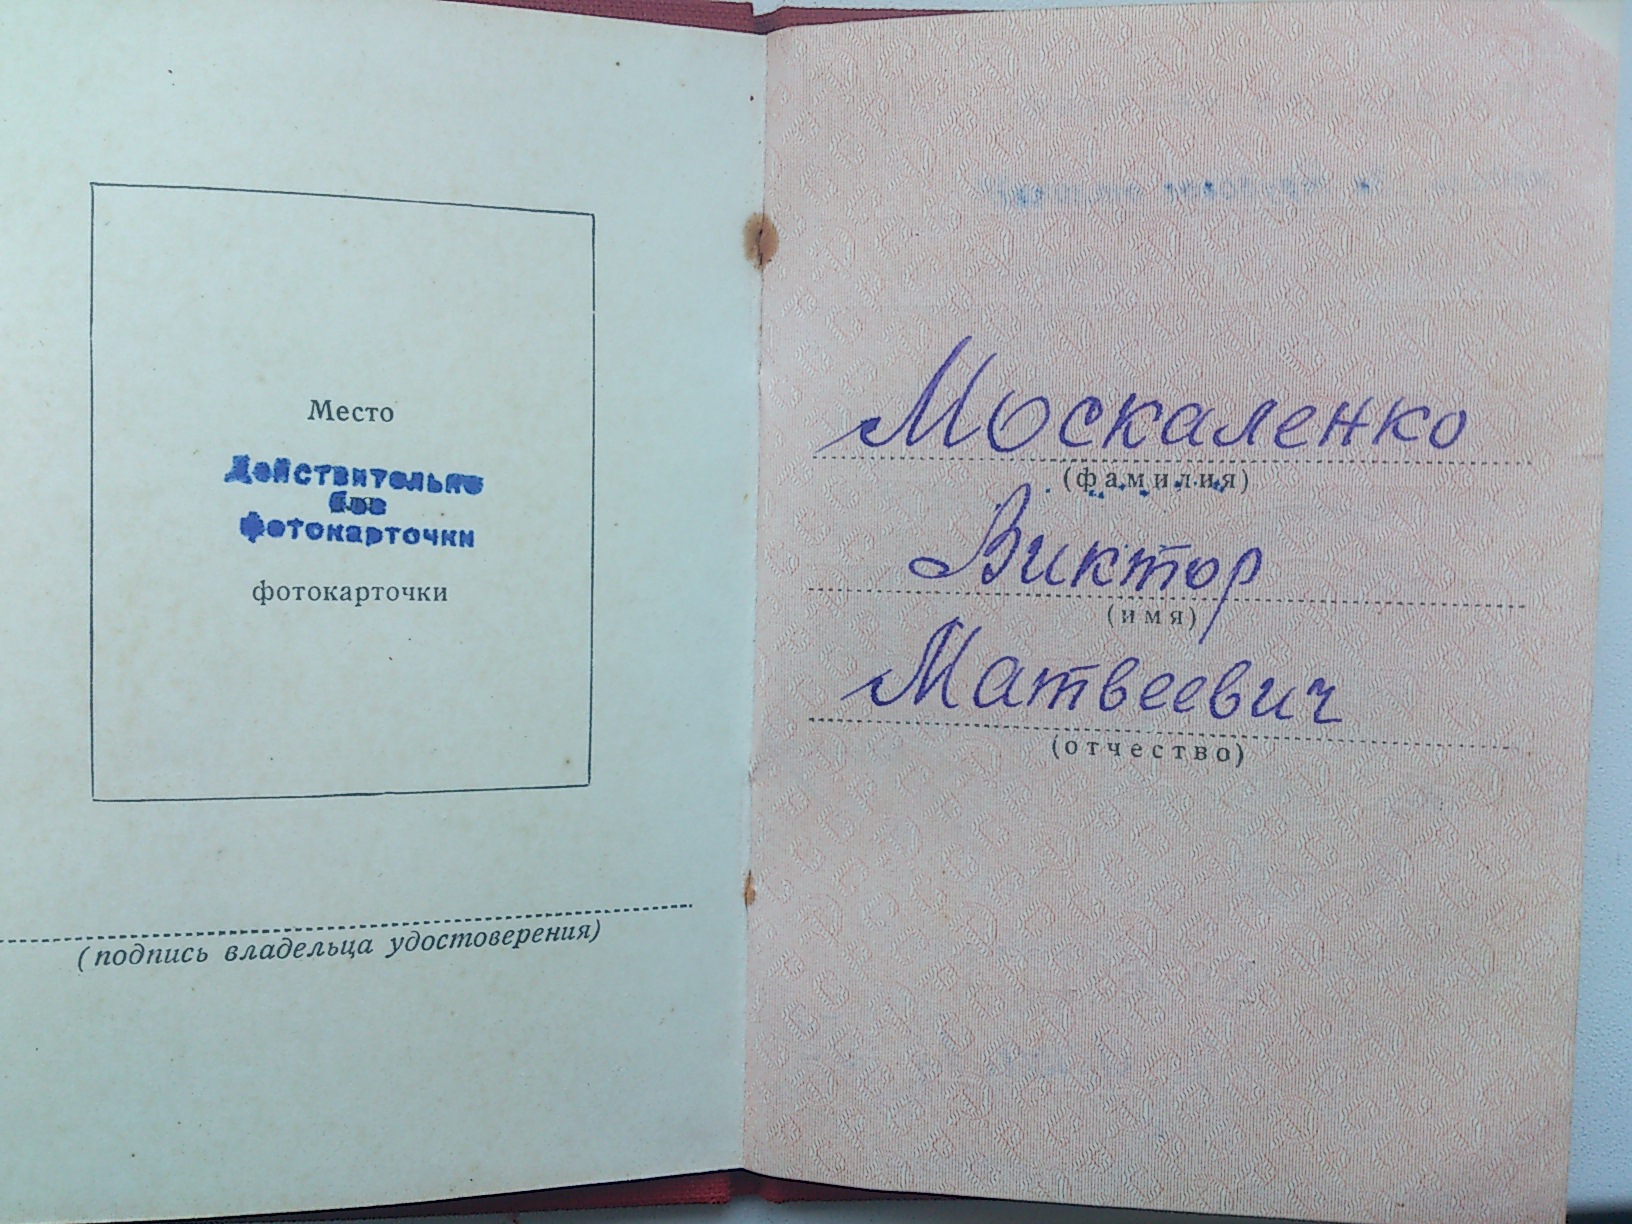 Место
Действительно
без
фотокарточки
фотокарточки
(подпись владельца удостоверения)
Москаленко
(фамилия)
Виктор
(имя)
Матвеевич
(отчество)